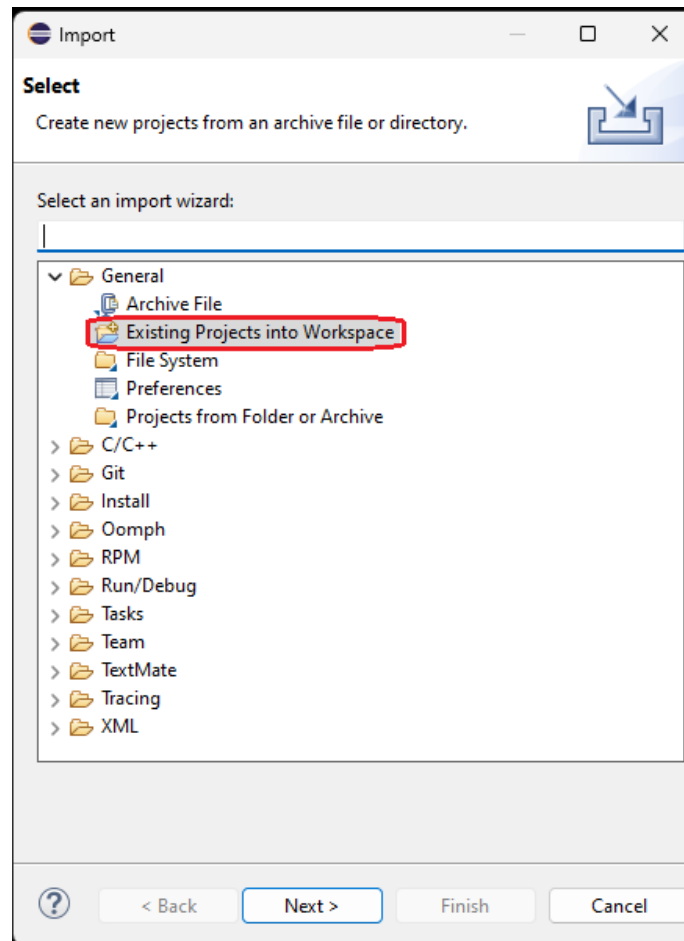 Import
Select
Create new projects from an archive file or directory.
Select an import wizard:
General
Archive File
Existing Projects into Workspace
File System
Preferences
Projects from Folder or Archive
C/C++
Git
Install
Oomph
RPM
Run/Debug
Tasks
Team
TextMate
Tracing
XML
? < Back Next > Finish Cancel